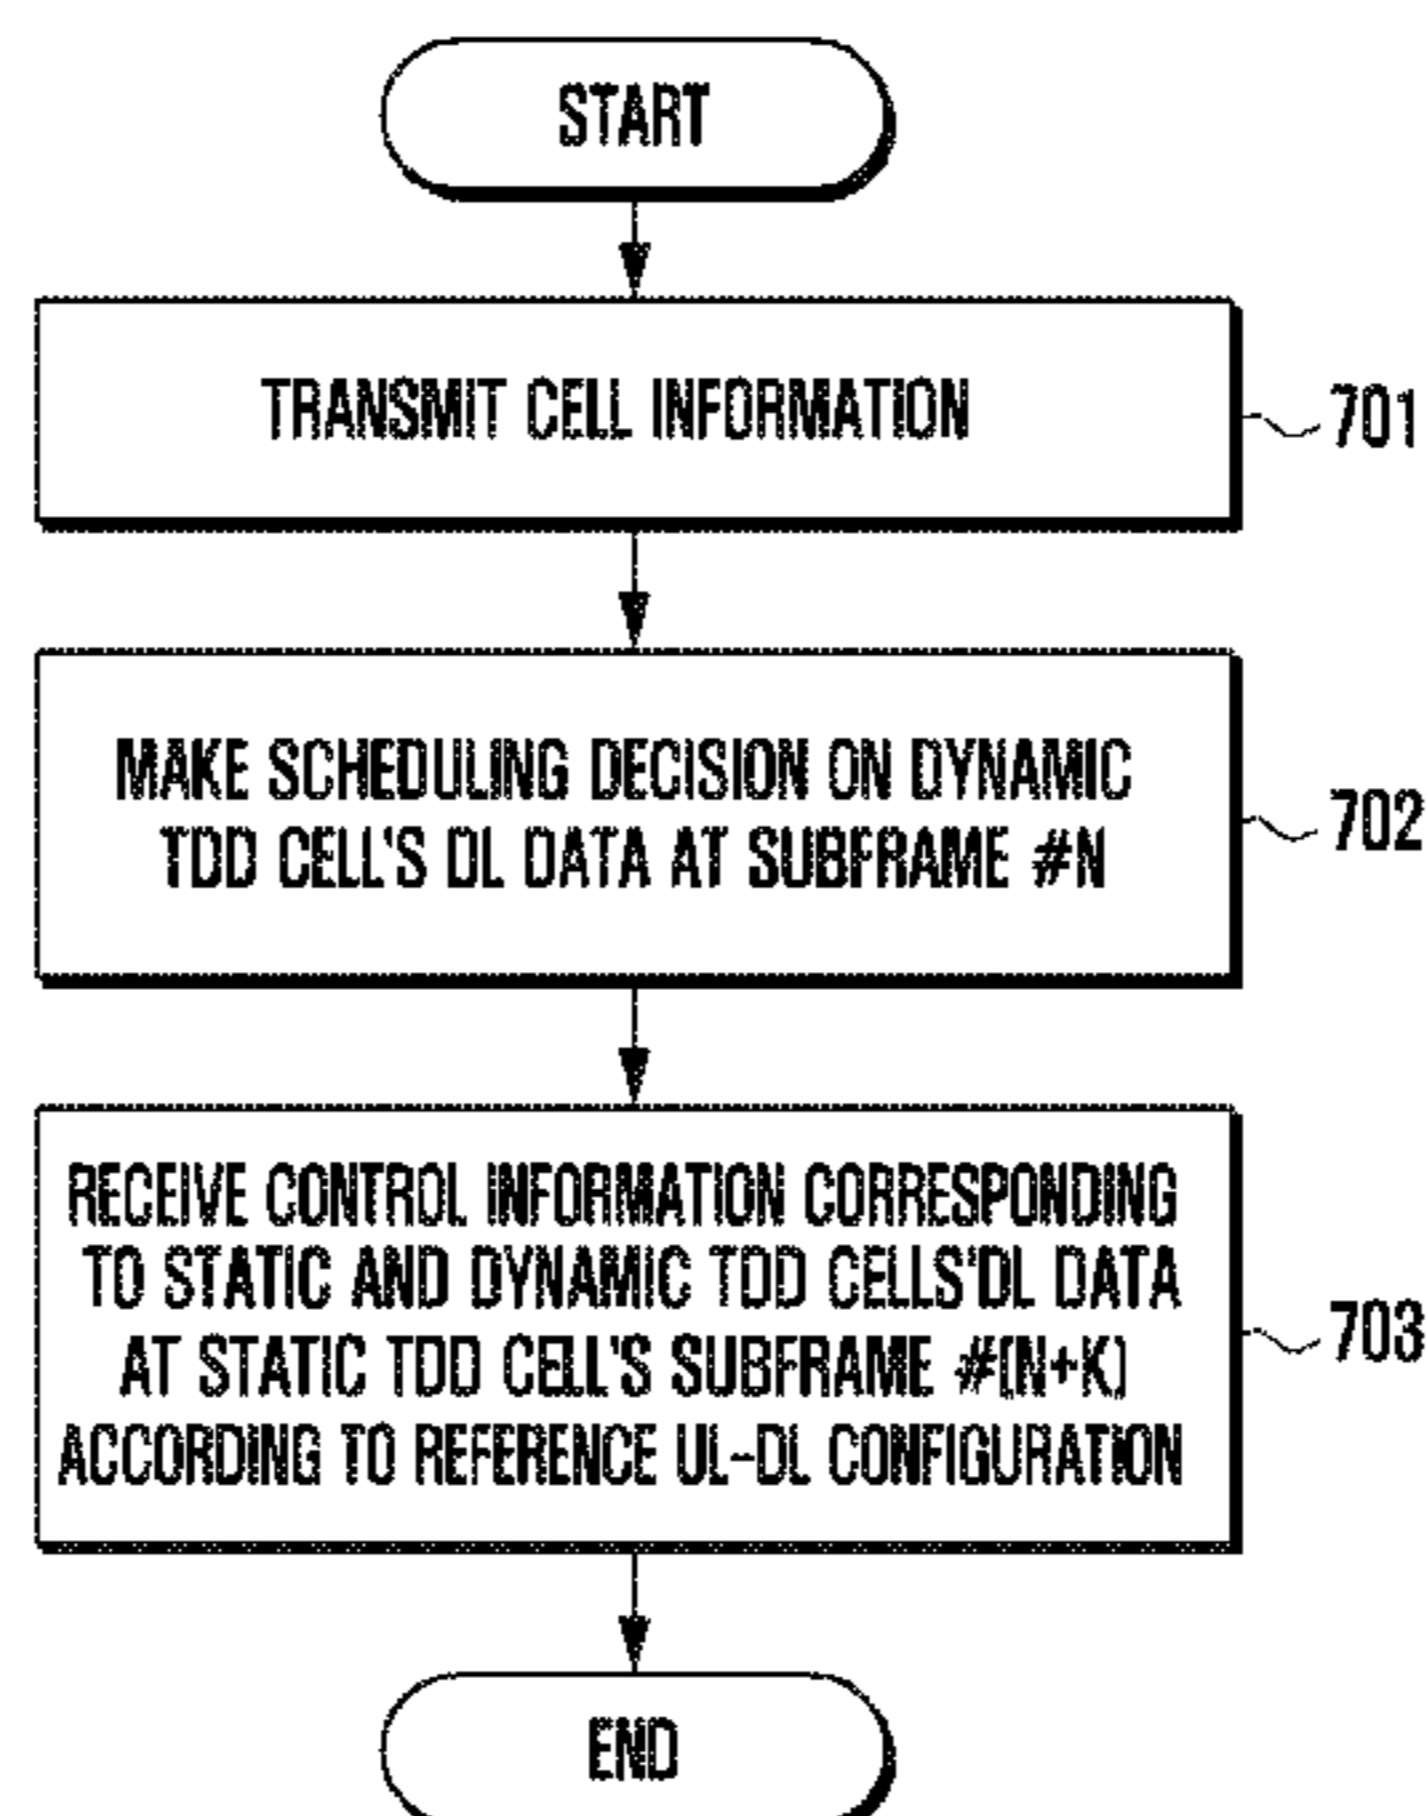 START
TRANSMIT CELL INFORMATION
701
MAKE SCHEDULING DECISION ON DYNAMIC
TDD CELL'S DL DATA AT SUBFRAME #N
702
RECEIVE CONTROL INFORMATION CORRESPONDING
TO STATIC AND DYNAMIC TDD CELLS'DL DATA
AT STATIC TDD CELL'S SUBFRAME #(N+K)
ACCORDING TO REFERENCE UL-DL CONFIGURATION
703
END